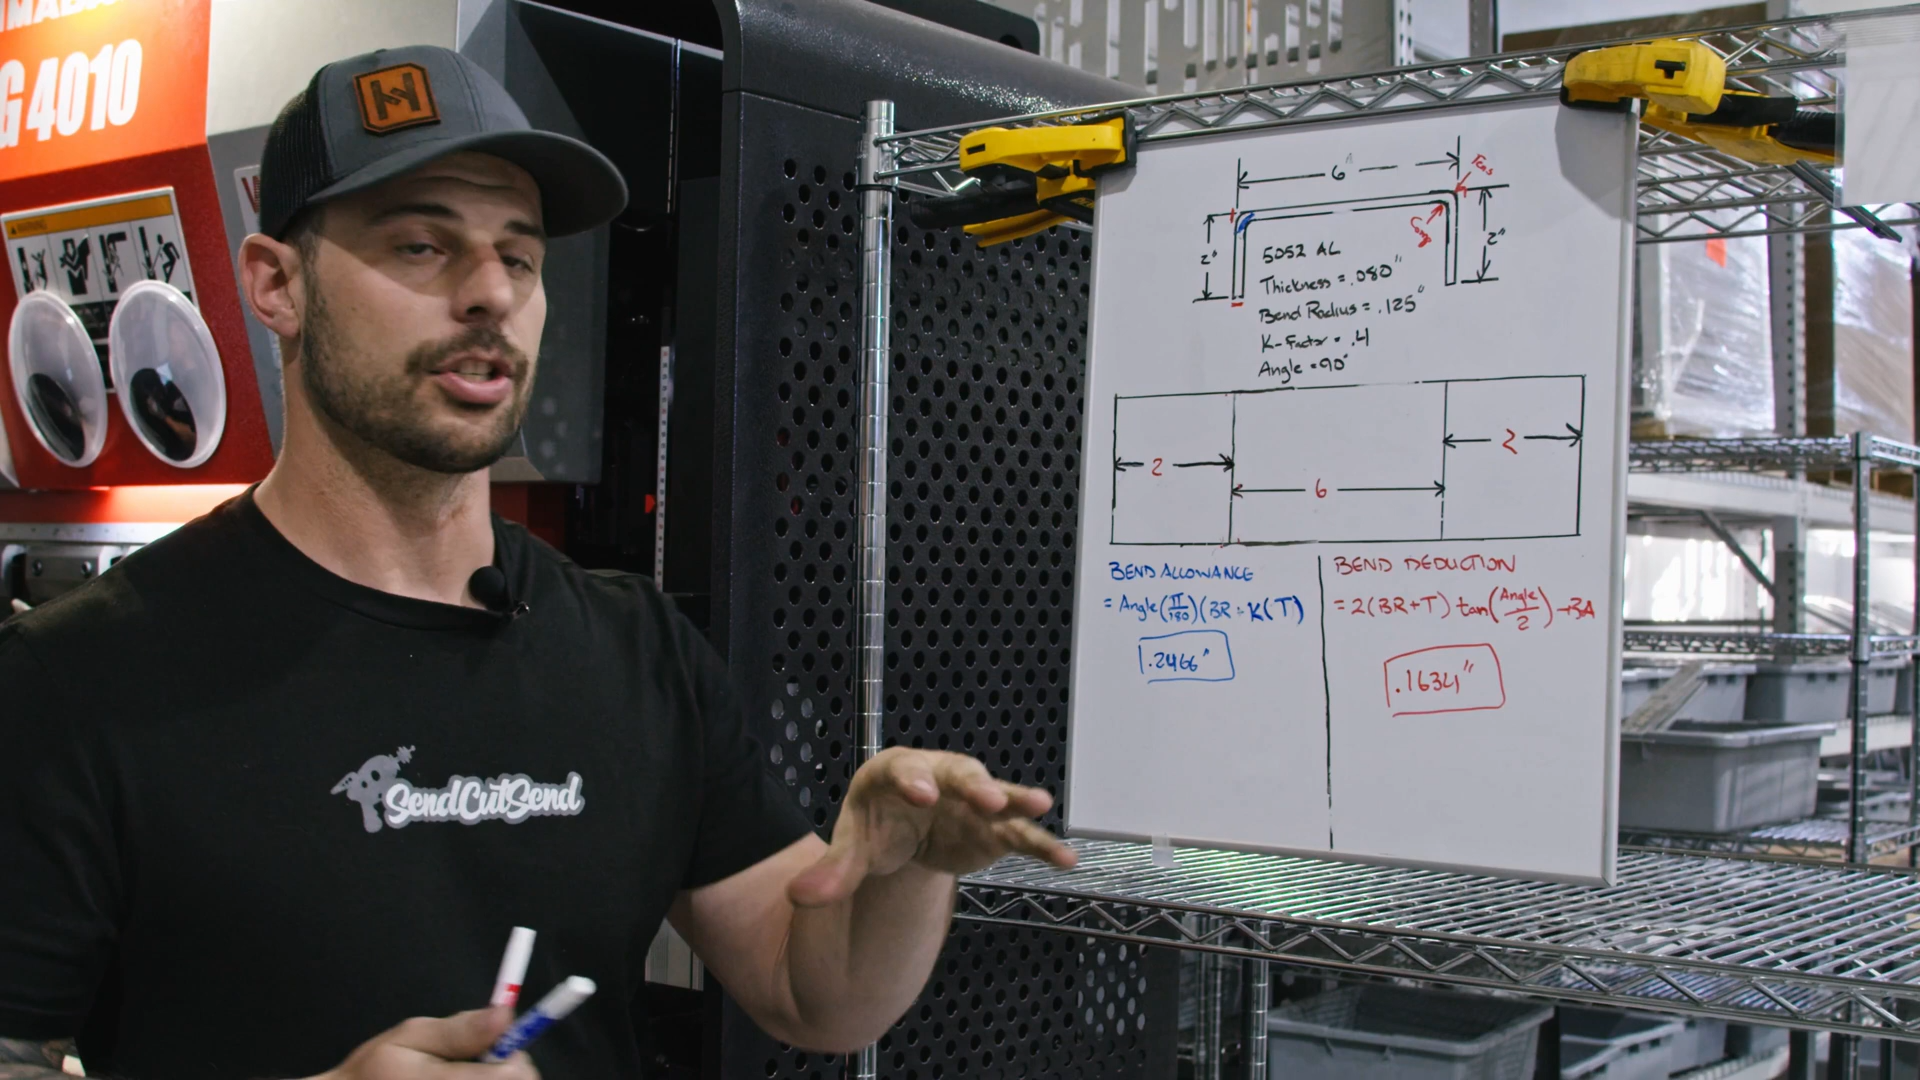 G 4010
WARNING
SendCutSend
6"
2"
2"
5052 AL
Thickness = .080"
Bend Radius = .125"
K-Factor = .4
Angle = 90°
2
6
2
BEND ALLOWANCE
= Angle(π/180)(BR + K(T)
.2466"
BEND DEDUCTION
= 2(BR+T) tan(Angle/2) - BA
.1634"